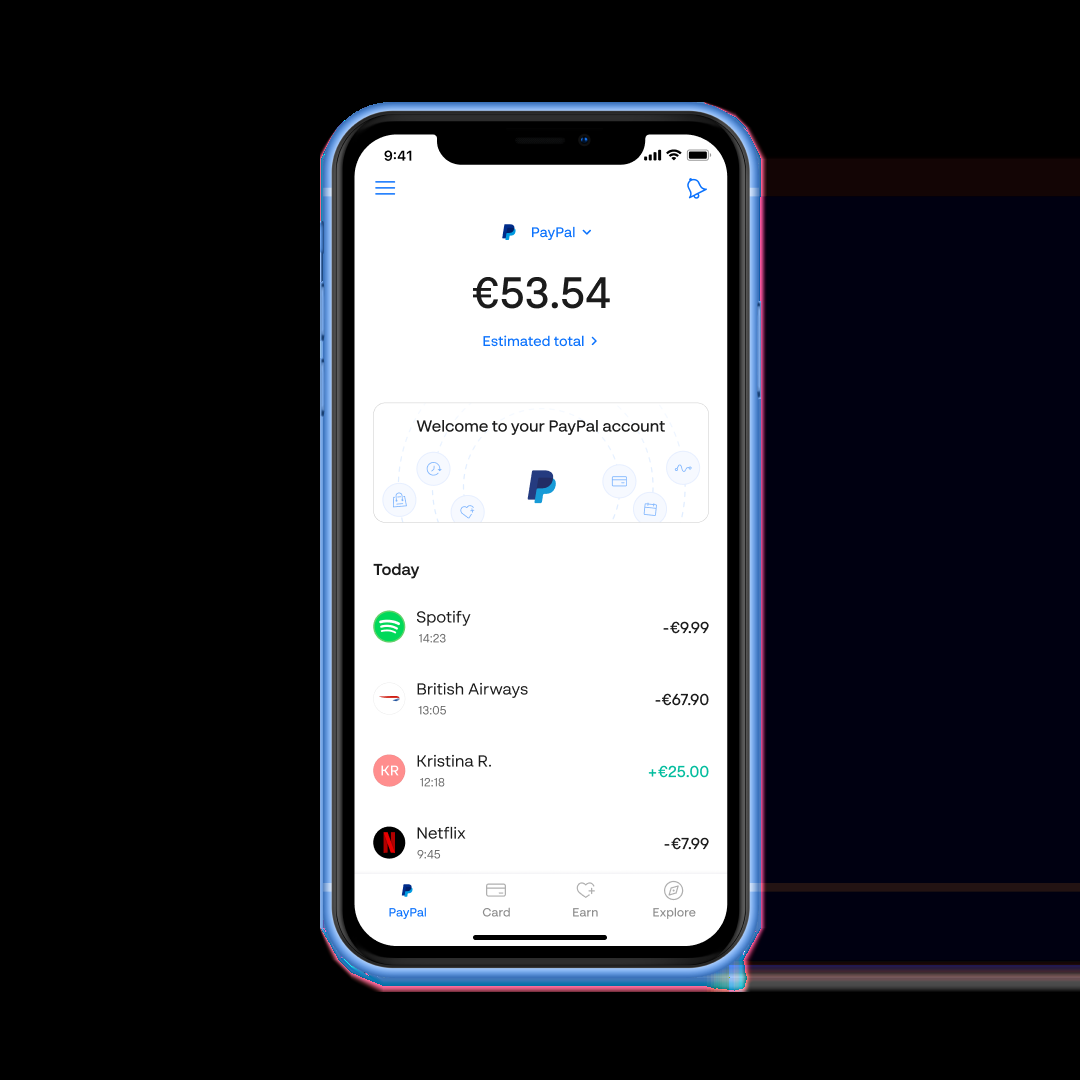 9:41
PayPal
€53.54
Estimated total
Welcome to your PayPal account
Today
Spotify
14:23
-€9.99
British Airways
13:05
-€67.90
KR
Kristina R.
12:18
+€25.00
Netflix
9:45
-€7.99
PayPal Card Earn Explore